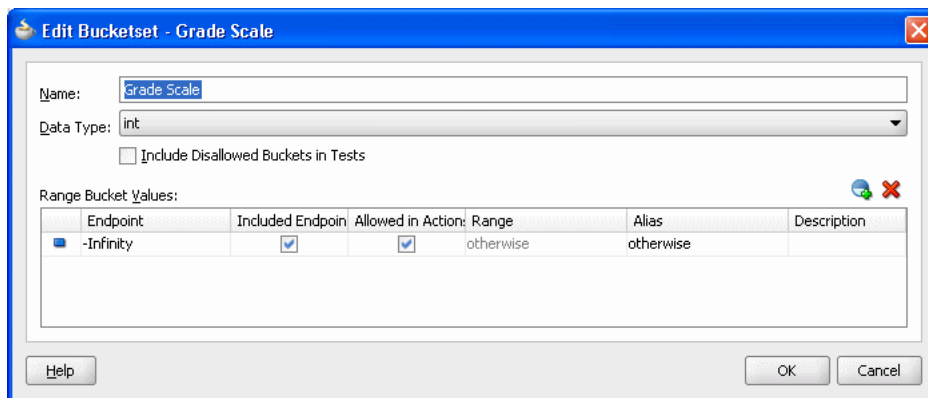 Edit Bucketset - Grade Scale
Name: Grade Scale
Data Type: int
Include Disallowed Buckets in Tests
Range Bucket Values:
Endpoint Included Endpoin Allowed in Action: Range Alias Description
-Infinity otherwise otherwise
Help OK Cancel